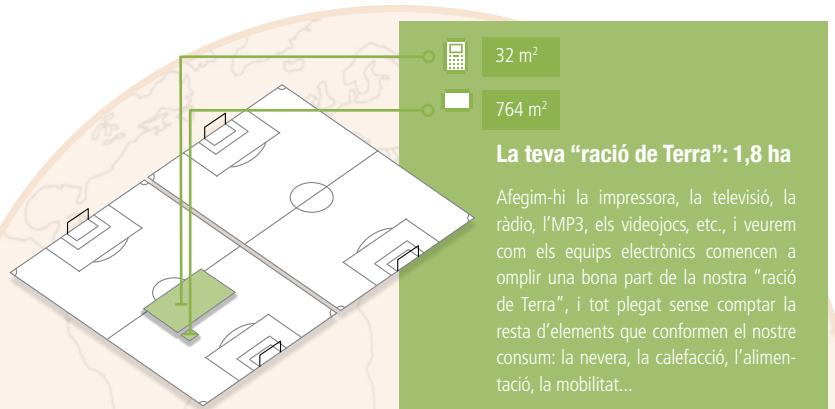 32 m²
764 m²
La teva “ració de Terra”: 1,8 ha
Afegim-hi la impressora, la televisió, la
ràdio, l’MP3, els videojocs, etc., i veurem
com els equips electrònics comencen a
omplir una bona part de la nostra “ració
de Terra”, i tot plegat sense comptar la
resta d’elements que conformen el nostre
consum: la nevera, la calefacció, l’alimen-
tació, la mobilitat...